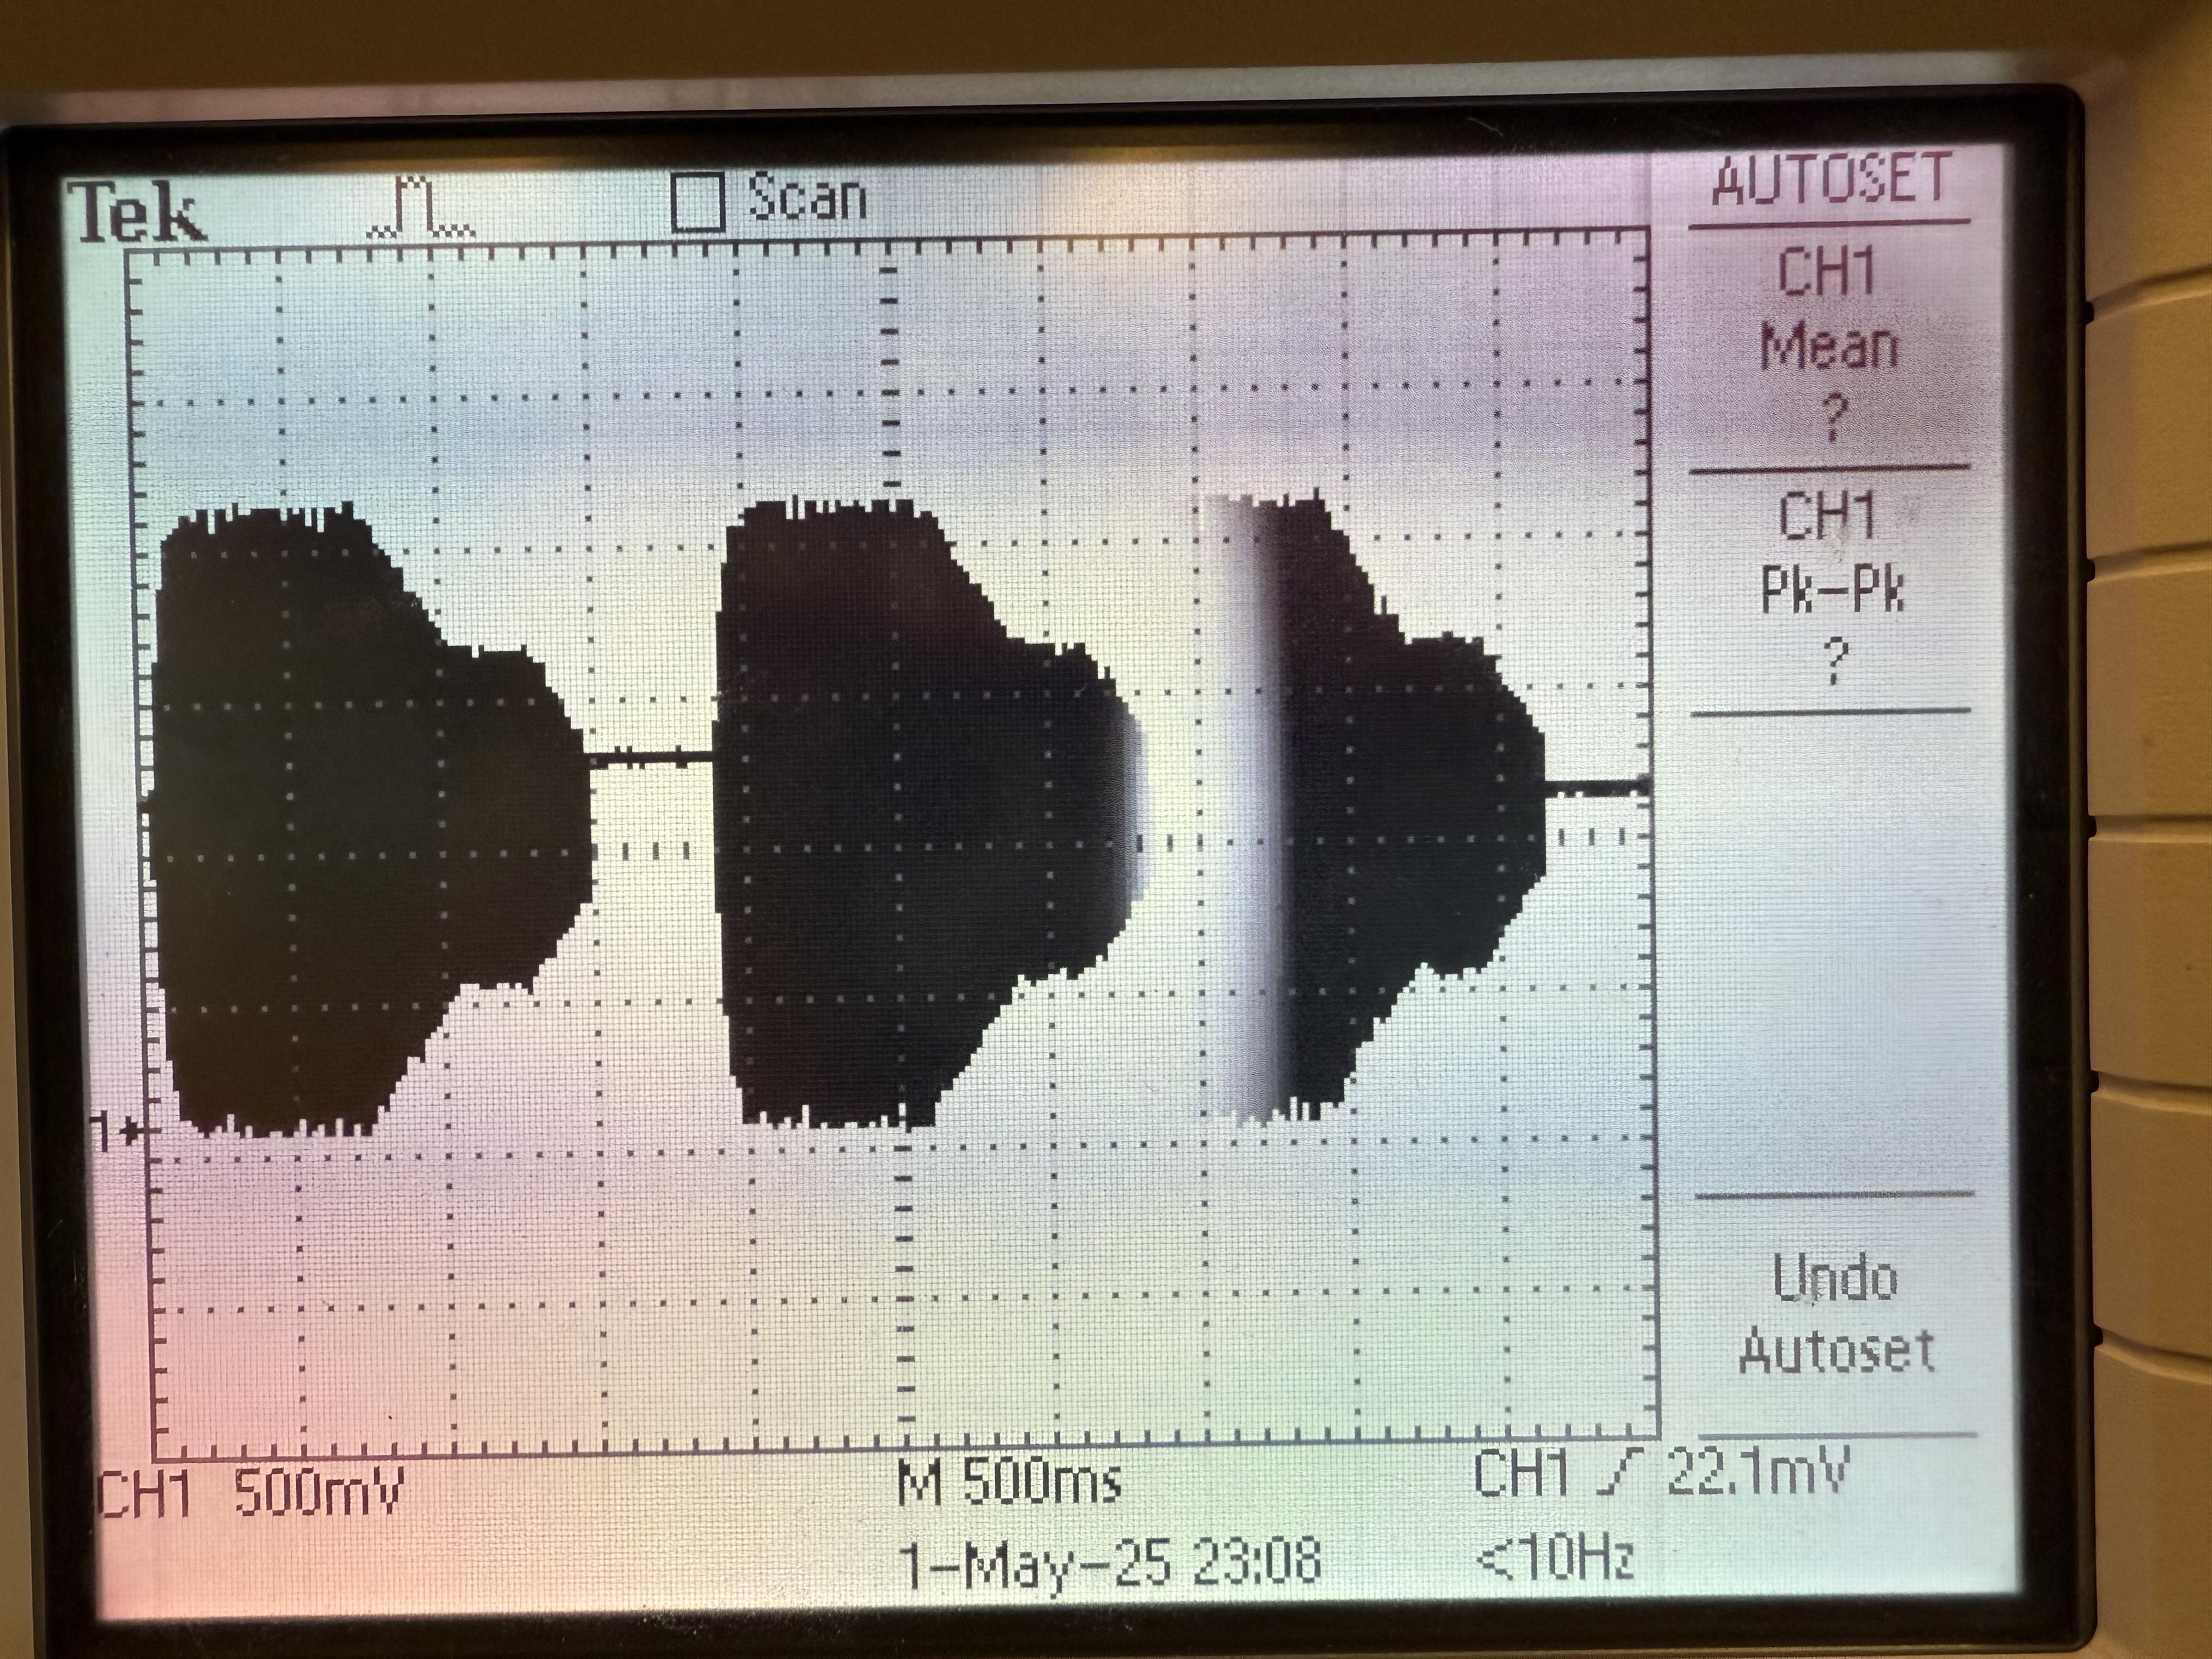 Tek Scan AUTOSET
CH1
Mean
?
CH1
Pk-Pk
?
1
Undo
Autoset
CH1 500mV M 500ms CH1 22.1mV
1-May-25 23:08 <10Hz